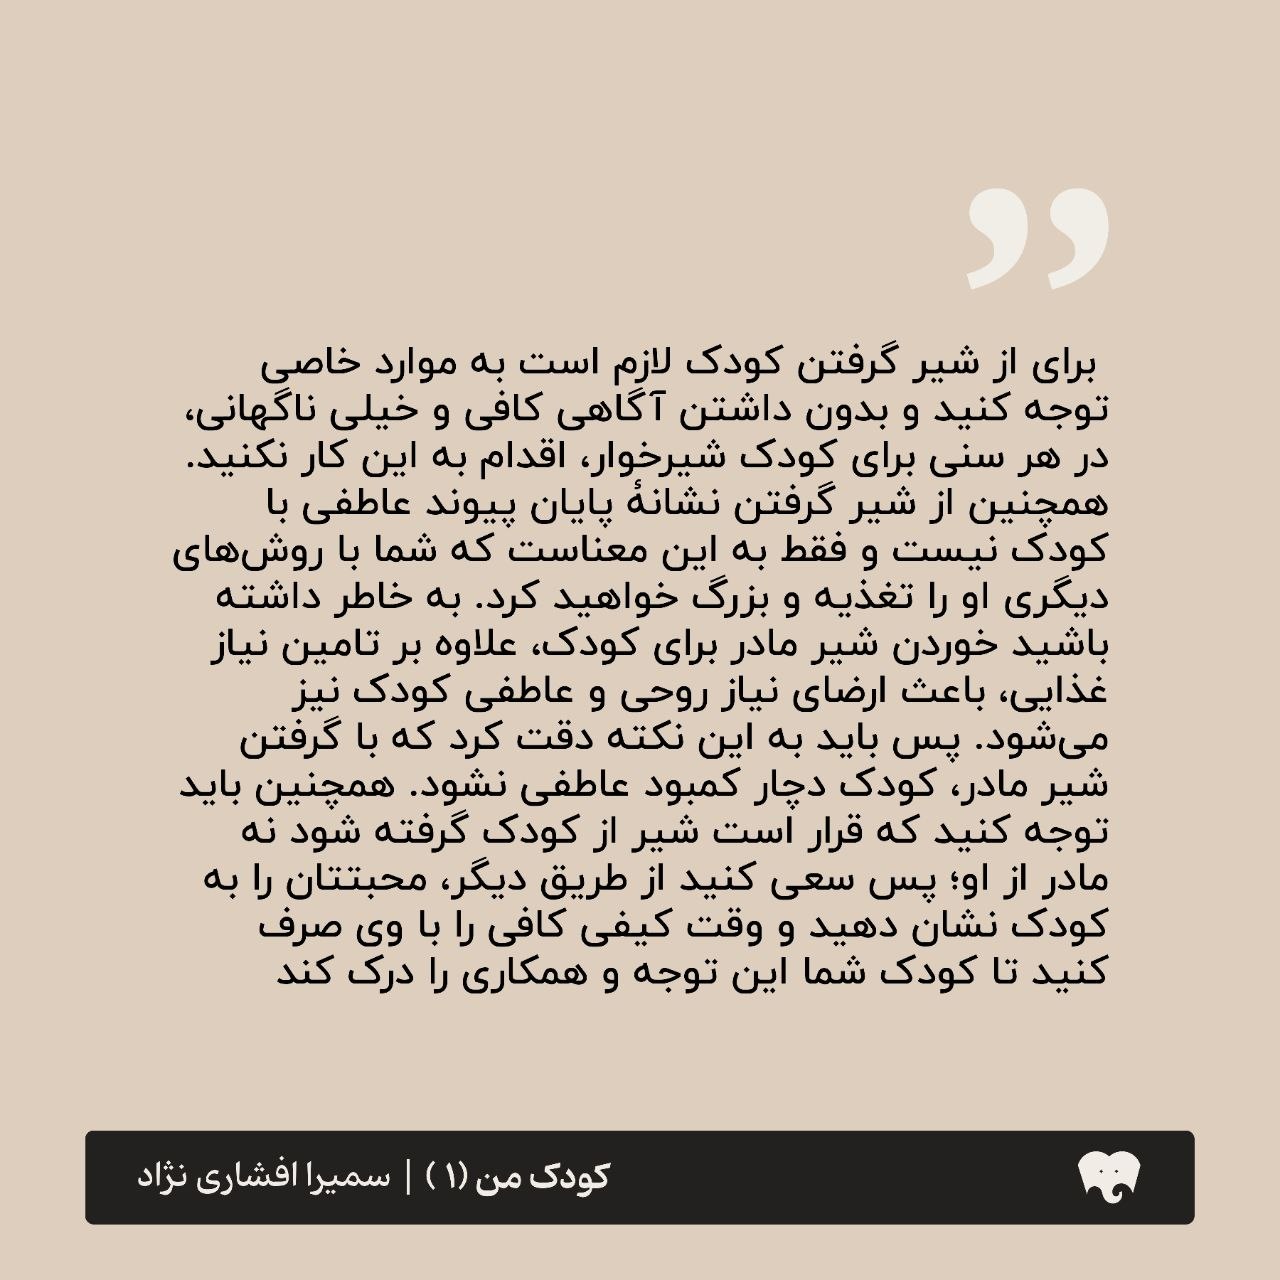 ”
برای از شیر گرفتن کودک لازم است به موارد خاصی
توجه کنید و بدون داشتن آگاهی کافی و خیلی ناگهانی،
در هر سنی برای کودک شیرخوار، اقدام به این کار نکنید.
همچنین از شیر گرفتن نشانهٔ پایان پیوند عاطفی با
کودک نیست و فقط به این معناست که شما با روش‌های
دیگری او را تغذیه و بزرگ خواهید کرد. به خاطر داشته
باشید خوردن شیر مادر برای کودک، علاوه بر تامین نیاز
غذایی، باعث ارضای نیاز روحی و عاطفی کودک نیز
می‌شود. پس باید به این نکته دقت کرد که با گرفتن
شیر مادر، کودک دچار کمبود عاطفی نشود. همچنین باید
توجه کنید که قرار است شیر از کودک گرفته شود نه
مادر از او؛ پس سعی کنید از طریق دیگر، محبتتان را به
کودک نشان دهید و وقت کیفی کافی را با وی صرف
کنید تا کودک شما این توجه و همکاری را درک کند
کودک من (۱) | سمیرا افشاری نژاد